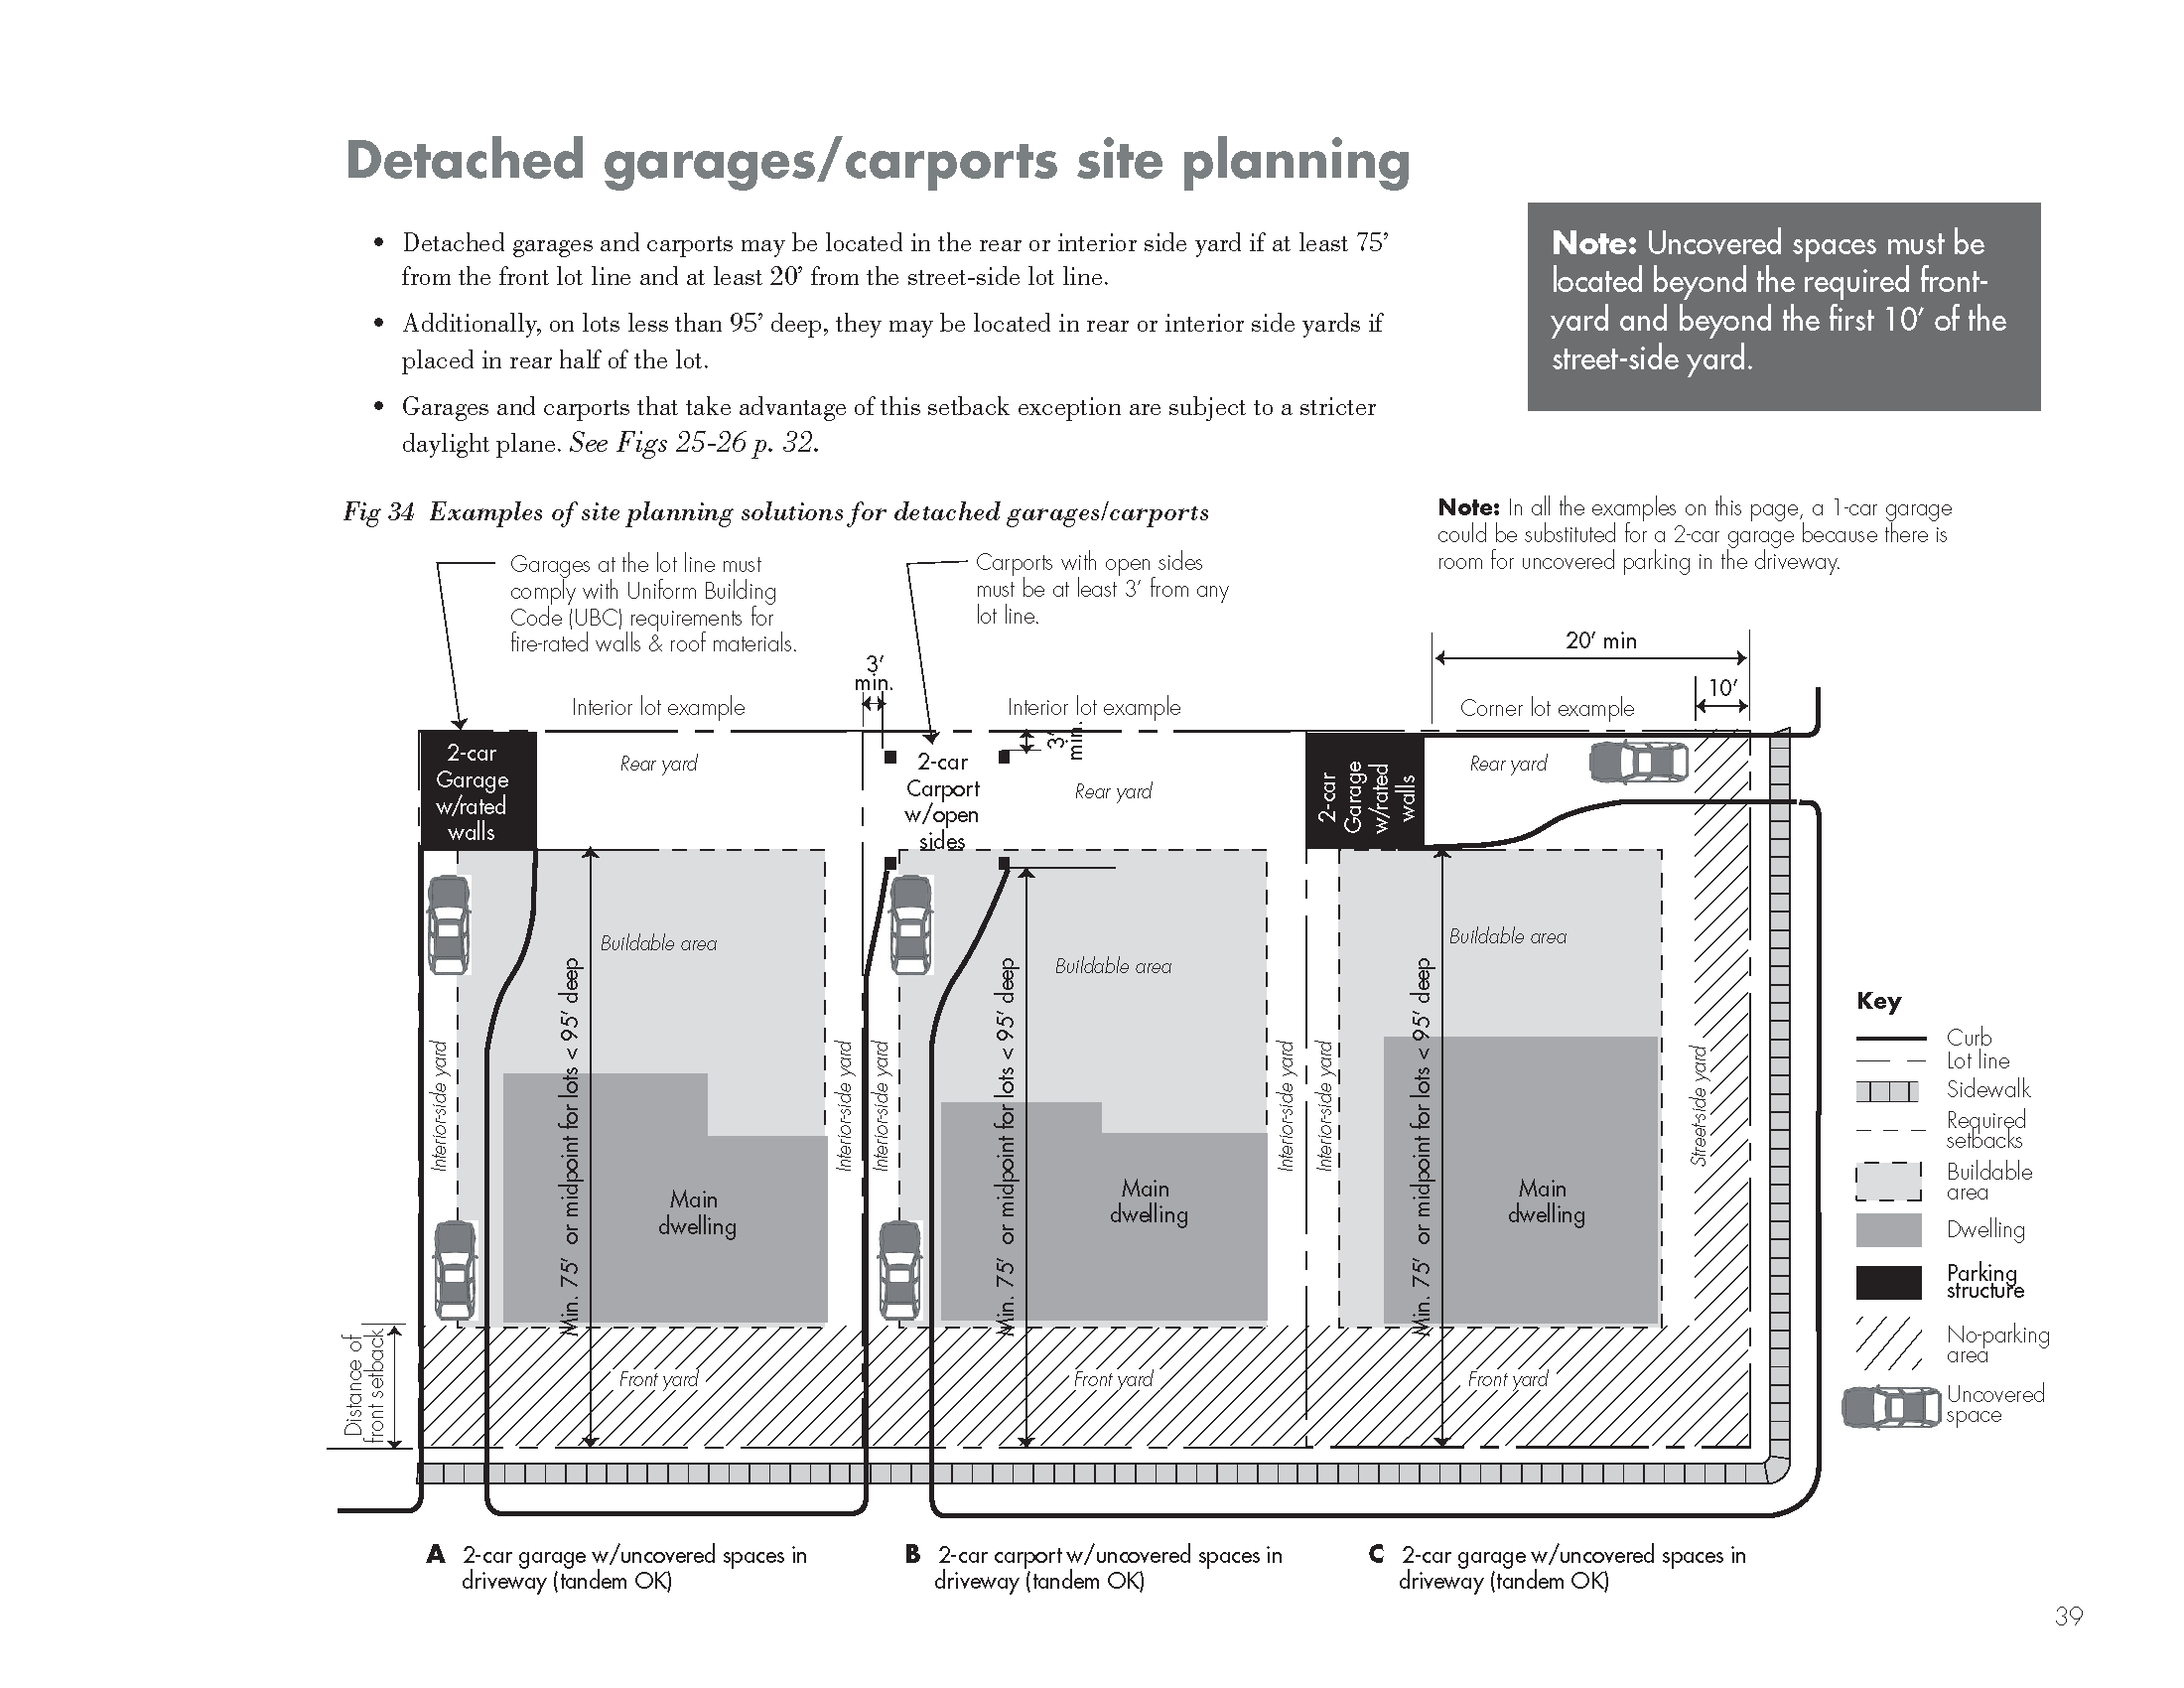 Detached garages/carports site planning
• Detached garages and carports may be located in the rear or interior side yard if at least 75’
from the front lot line and at least 20’ from the street-side lot line.
• Additionally, on lots less than 95’ deep, they may be located in rear or interior side yards if
placed in rear half of the lot.
• Garages and carports that take advantage of this setback exception are subject to a stricter
daylight plane. See Figs 25-26 p. 32.
Note: Uncovered spaces must be
located beyond the required front-
yard and beyond the first 10’ of the
street-side yard.
Fig 34 Examples of site planning solutions for detached garages/carports
Note: In all the examples on this page, a 1-car garage
could be substituted for a 2-car garage because there is
room for uncovered parking in the driveway.
Garages at the lot line must
comply with Uniform Building
Code (UBC) requirements for
fire-rated walls & roof materials.
Carports with open sides
must be at least 3’ from any
lot line.
3’
min.
20’ min
10’
Interior lot example
Interior lot example
Corner lot example
3’
min.
2-car
Garage
w/rated
walls
Rear yard
2-car
Carport
w/open
sides
Rear yard
2-car
Garage
w/rated
walls
Rear yard
Buildable area
Buildable area
Buildable area
Interior-side yard
Min. 75’ or midpoint for lots < 95’ deep
Main
dwelling
Interior-side yard
Interior-side yard
Min. 75’ or midpoint for lots < 95’ deep
Main
dwelling
Interior-side yard
Interior-side yard
Min. 75’ or midpoint for lots < 95’ deep
Main
dwelling
Street-side yard
Distance of
front setback
Front yard
Front yard
Front yard
Key
Curb
Lot line
Sidewalk
Required
setbacks
Buildable
area
Dwelling
Parking
structure
No-parking
area
Uncovered
space
A 2-car garage w/uncovered spaces in
driveway (tandem OK)
B 2-car carport w/uncovered spaces in
driveway (tandem OK)
C 2-car garage w/uncovered spaces in
driveway (tandem OK)
39